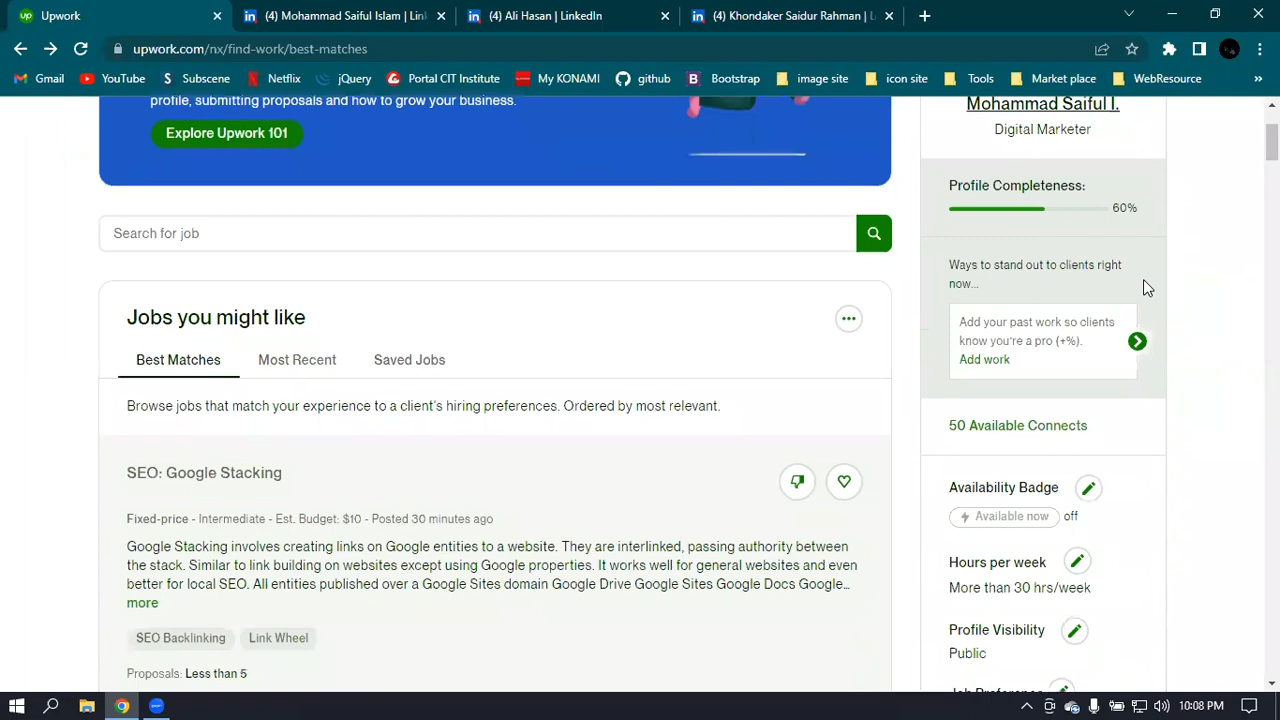 up Upwork
in (4) Mohammad Saiful Islam | Link
in (4) Ali Hasan | LinkedIn
in (4) Khondaker Saidur Rahman | L
upwork.com/nx/find-work/best-matches
Gmail YouTube S Subscene N Netflix jQuery Portal CIT Institute My KONAMI github B Bootstrap image site icon site Tools Market place WebResource »
profile, submitting proposals and how to grow your business.
Explore Upwork 101
Search for job
Jobs you might like
Best Matches Most Recent Saved Jobs
Browse jobs that match your experience to a client's hiring preferences. Ordered by most relevant.
SEO: Google Stacking
Fixed-price - Intermediate - Est. Budget: $10 - Posted 30 minutes ago
Google Stacking involves creating links on Google entities to a website. They are interlinked, passing authority between
the stack. Similar to link building on websites except using Google properties. It works well for general websites and even
better for local SEO. All entities published over a Google Sites domain Google Drive Google Sites Google Docs Google...
more
SEO Backlinking Link Wheel
Proposals: Less than 5
Mohammad Saiful I.
Digital Marketer
Profile Completeness:
60%
Ways to stand out to clients right
now...
Add your past work so clients
know you're a pro (+%).
Add work
50 Available Connects
Availability Badge
Available now off
Hours per week
More than 30 hrs/week
Profile Visibility
Public
Job Preference
10:08 PM